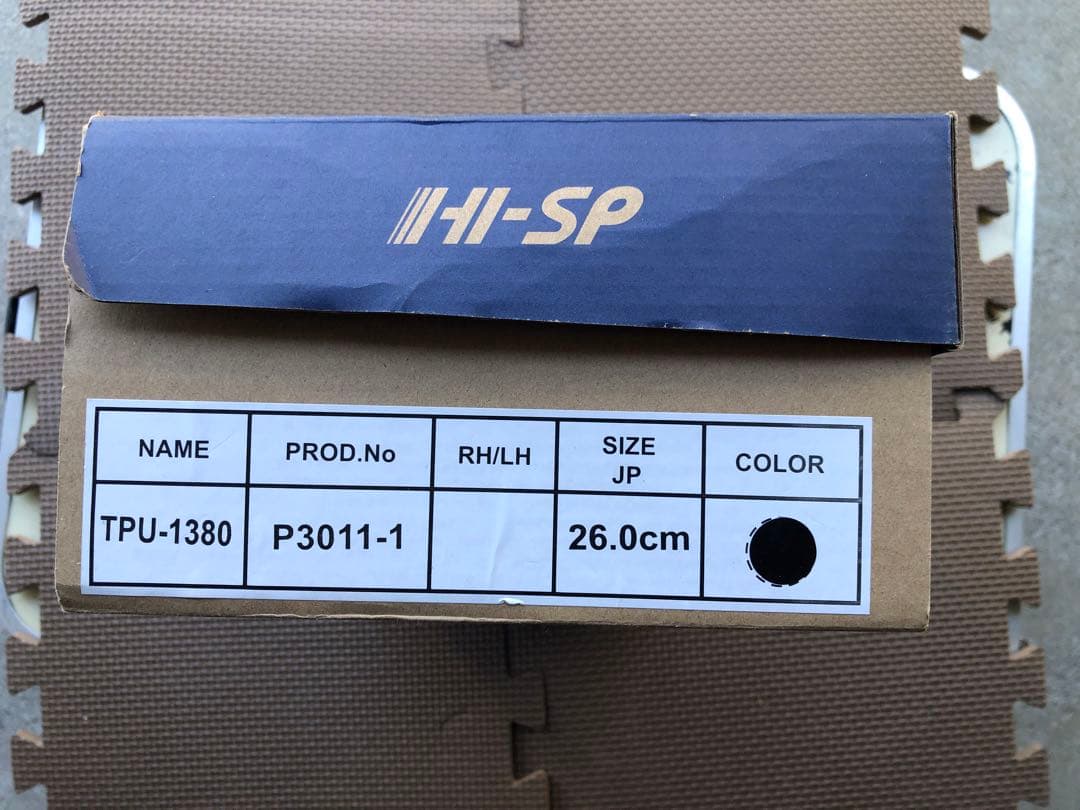 HI-SP
NAME PROD.No RH/LH SIZE JP COLOR
TPU-1380 P3011-1 26.0cm